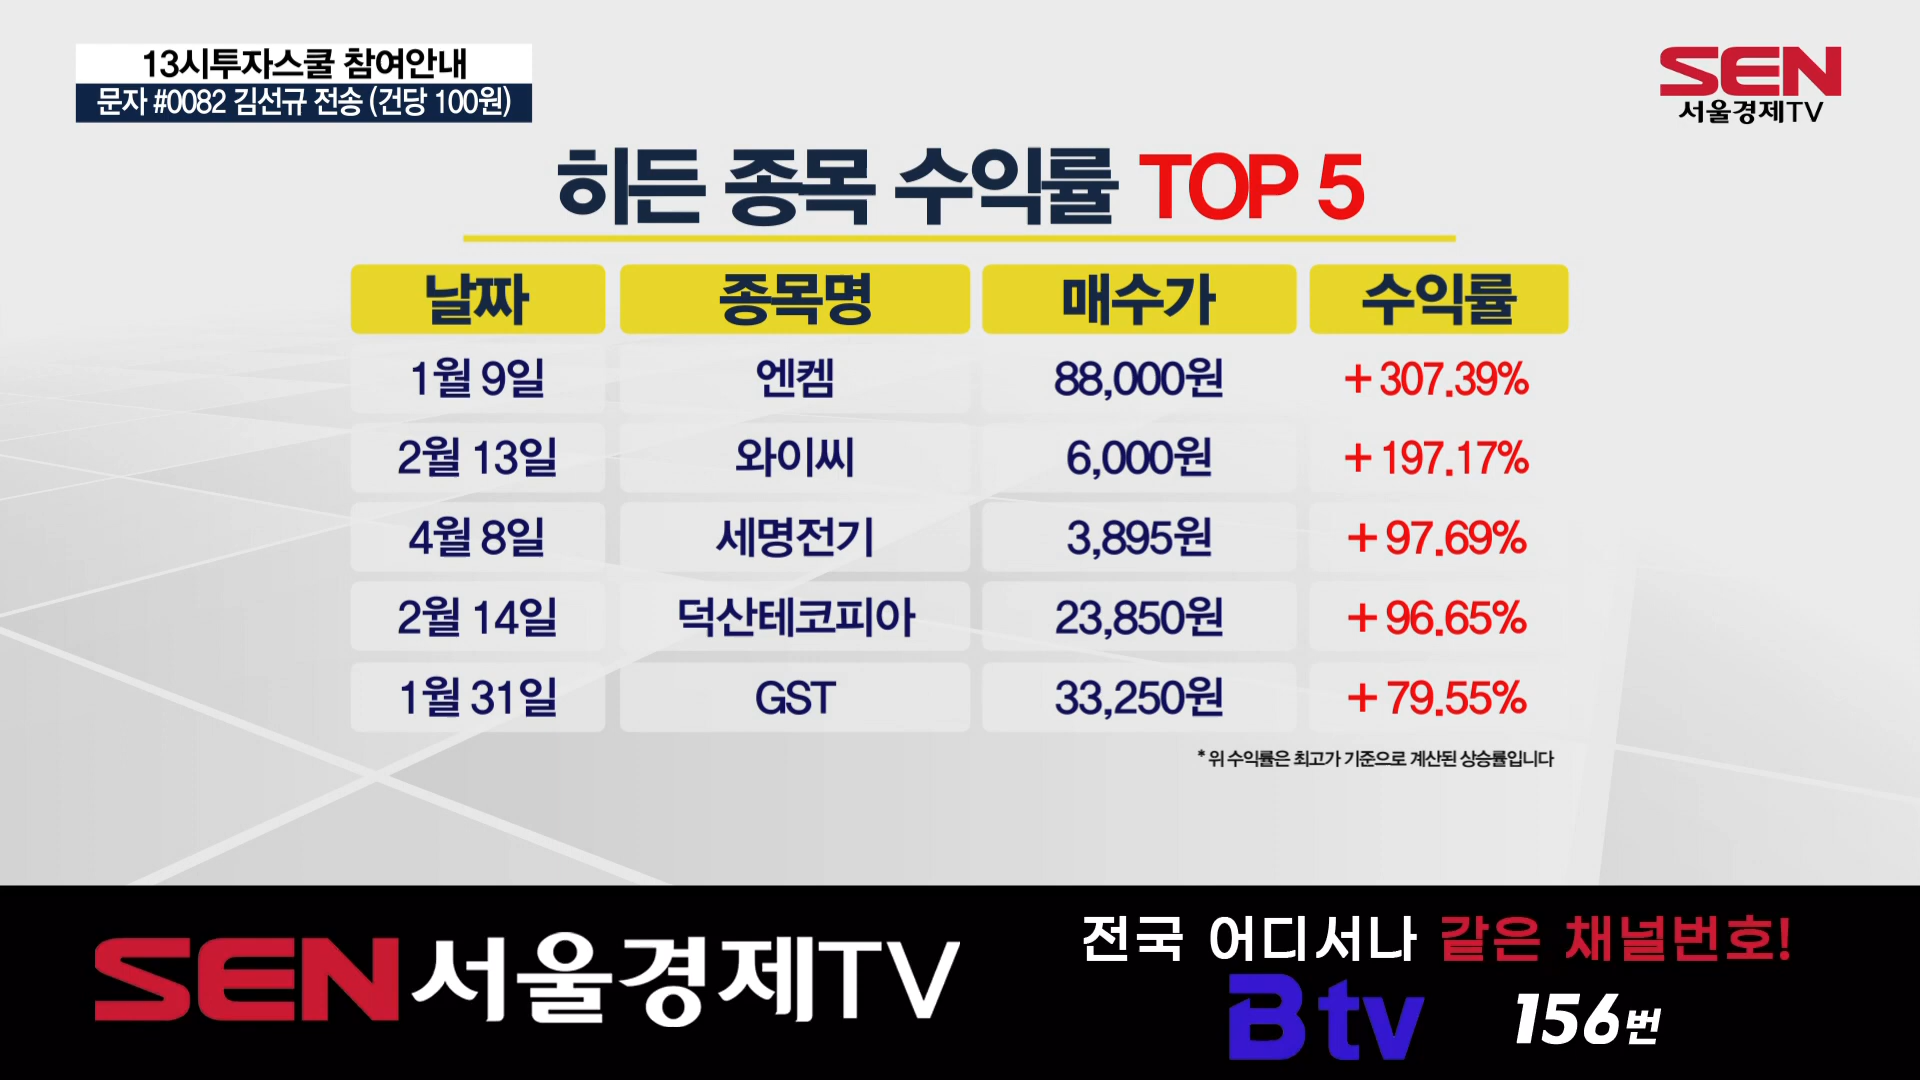 13시투자스쿨 참여안내
문자 #0082 김선규 전송 (건당 100원)
SEN
서울경제TV
히든 종목 수익률 TOP 5
날짜 종목명 매수가 수익률
1월 9일 엔켐 88,000원 + 307.39%
2월 13일 와이씨 6,000원 + 197.17%
4월 8일 세명전기 3,895원 + 97.69%
2월 14일 덕산테코피아 23,850원 + 96.65%
1월 31일 GST 33,250원 + 79.55%
* 위 수익률은 최고가 기준으로 계산된 상승률입니다
SEN 서울경제TV
전국 어디서나 같은 채널번호!
B tv 156번